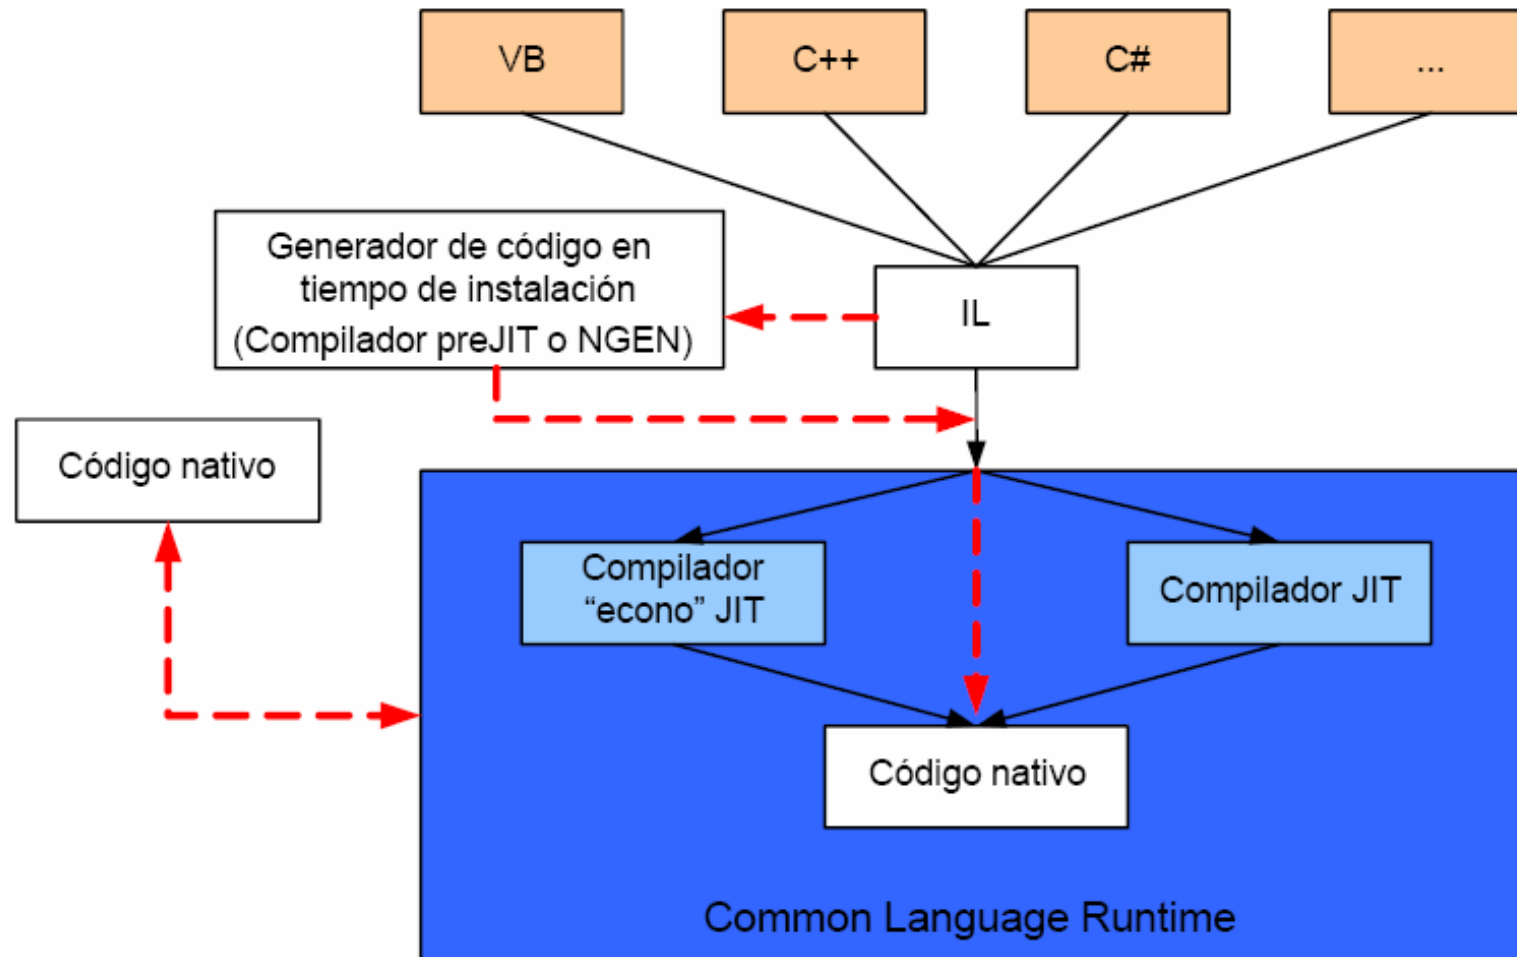 VB
C++
C#
...
Generador de código en
tiempo de instalación
(Compilador preJIT o NGEN)
IL
Código nativo
Compilador
“econo” JIT
Compilador JIT
Código nativo
Common Language Runtime